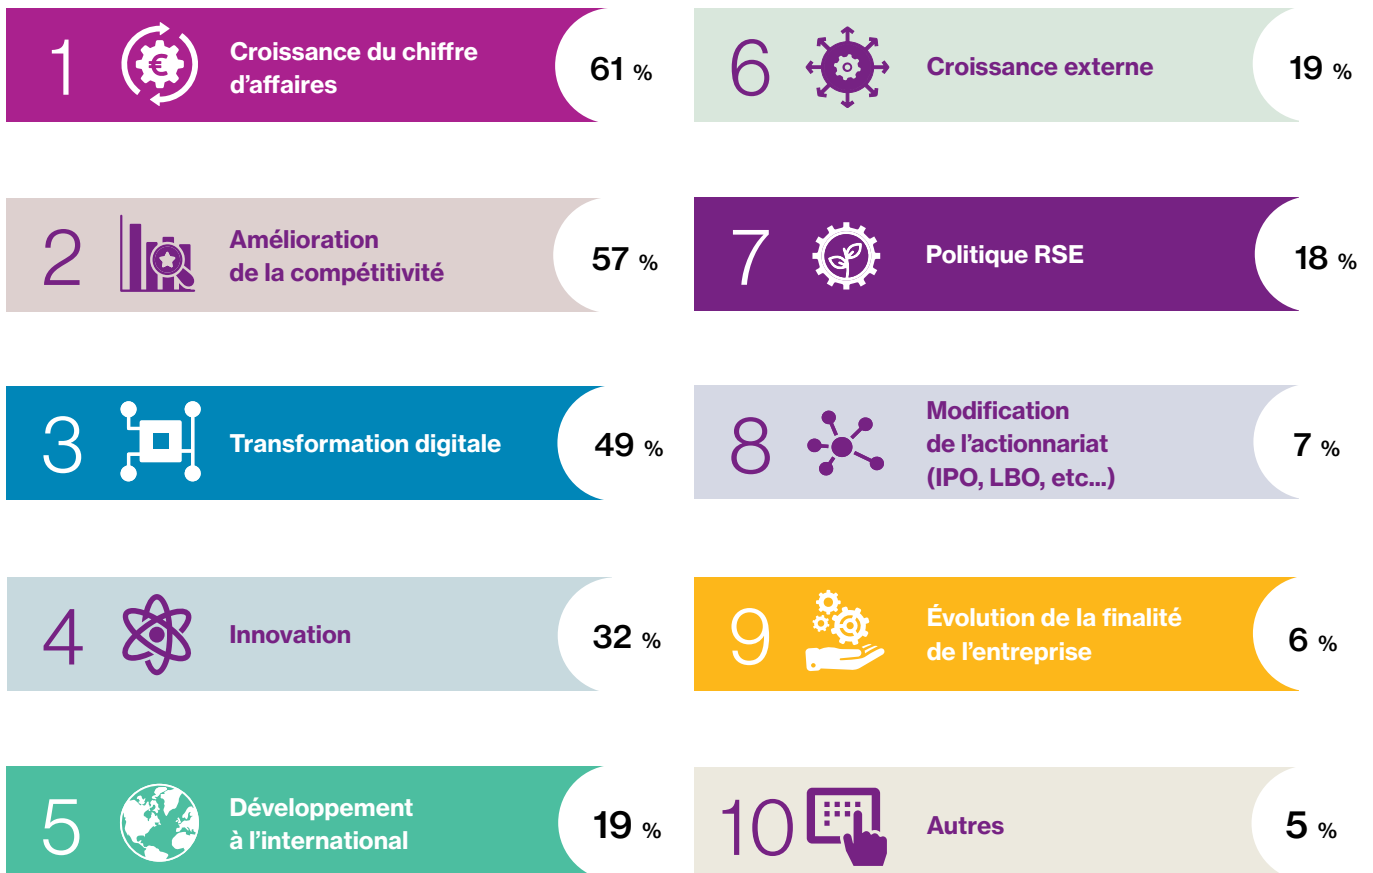 1
Croissance du chiffre
d'affaires
61 %
2
Amélioration
de la compétitivité
57 %
3
Transformation digitale
49 %
4
Innovation
32 %
5
Développement
à l'international
19 %
6
Croissance externe
19 %
7
Politique RSE
18 %
8
Modification
de l'actionnariat
(IPO, LBO, etc...)
7 %
9
Évolution de la finalité
de l'entreprise
6 %
10
Autres
5 %